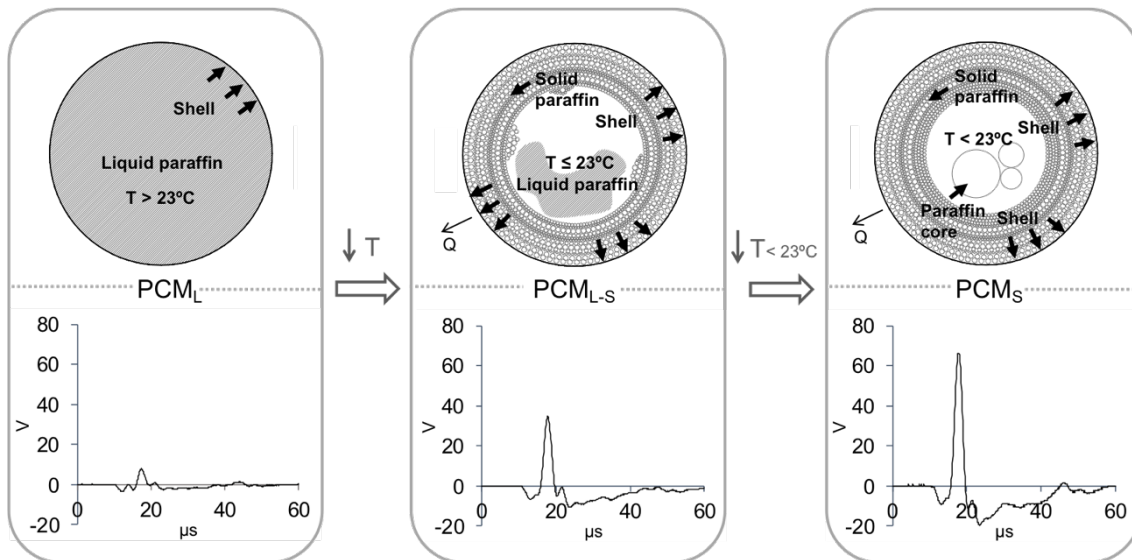 Shell
Liquid paraffin
T > 23ºC
PCML
80
60
40
20
0
-20
V
0
20
40
60
µs
↓ T
Solid
paraffin
Shell
T ≤ 23ºC
Liquid paraffin
Q
PCML-S
80
60
40
20
0
-20
V
0
20
40
60
µs
↓ T < 23ºC
Solid
paraffin
Shell
T < 23ºC
Paraffin
core
Shell
Q
PCMS
80
60
40
20
0
-20
V
0
20
40
60
µs